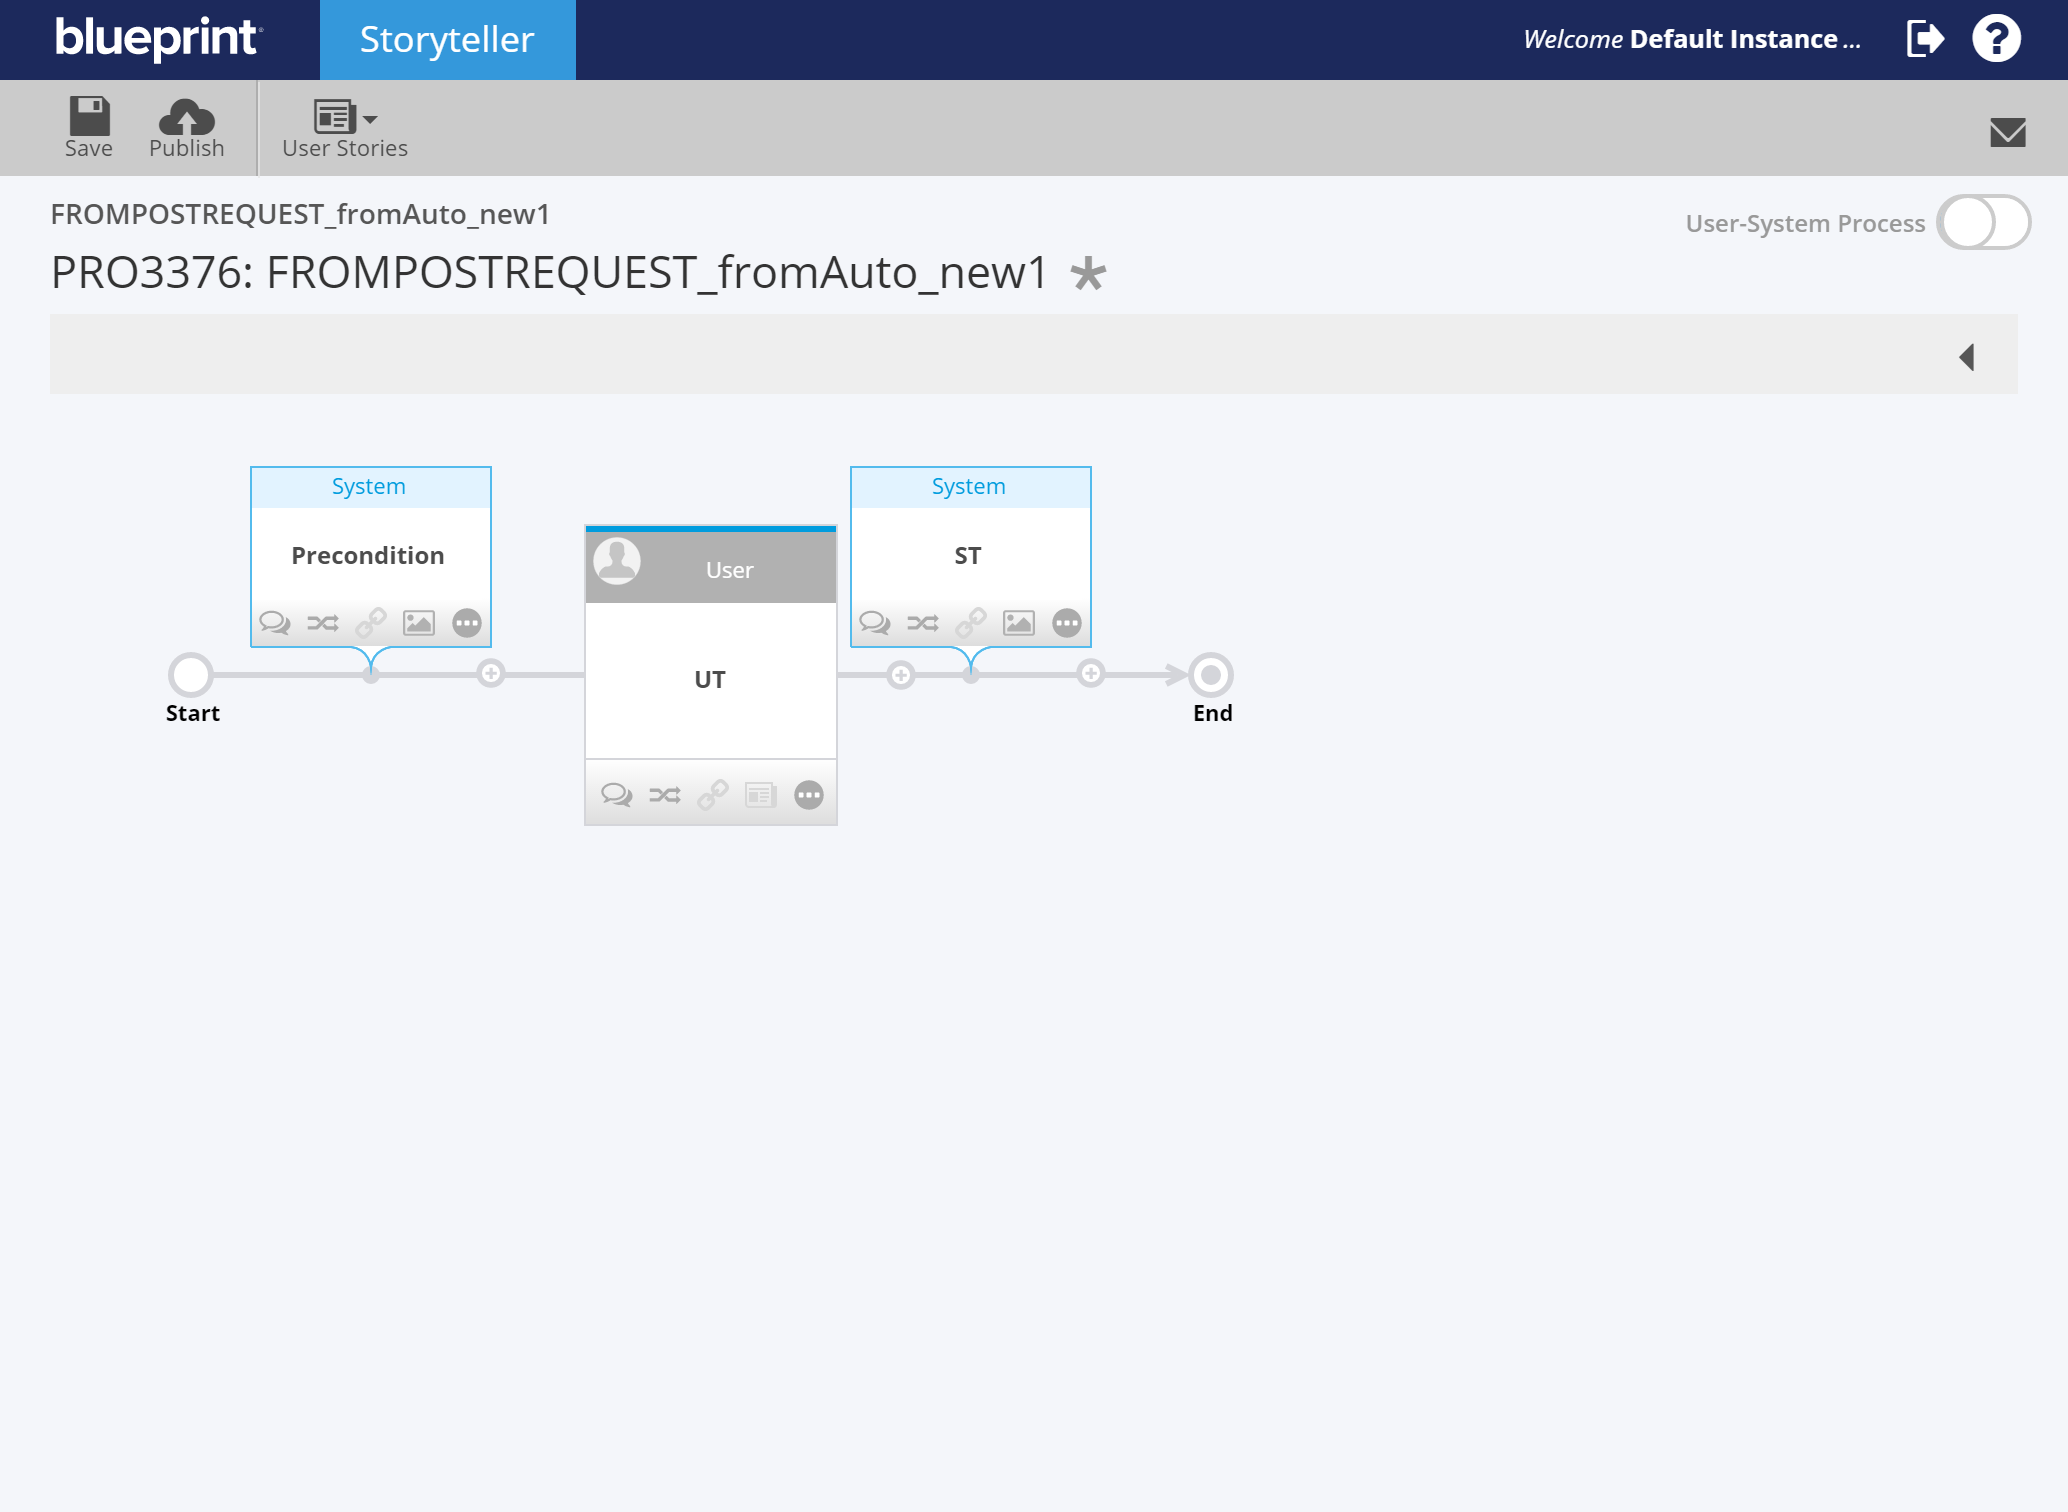 blueprint
Storyteller
Welcome Default Instance ...
Save
Publish
User Stories
FROMPOSTREQUEST_fromAuto_new1
User-System Process
PRO3376: FROMPOSTREQUEST_fromAuto_new1 *
System
Precondition
User
UT
System
ST
Start
End